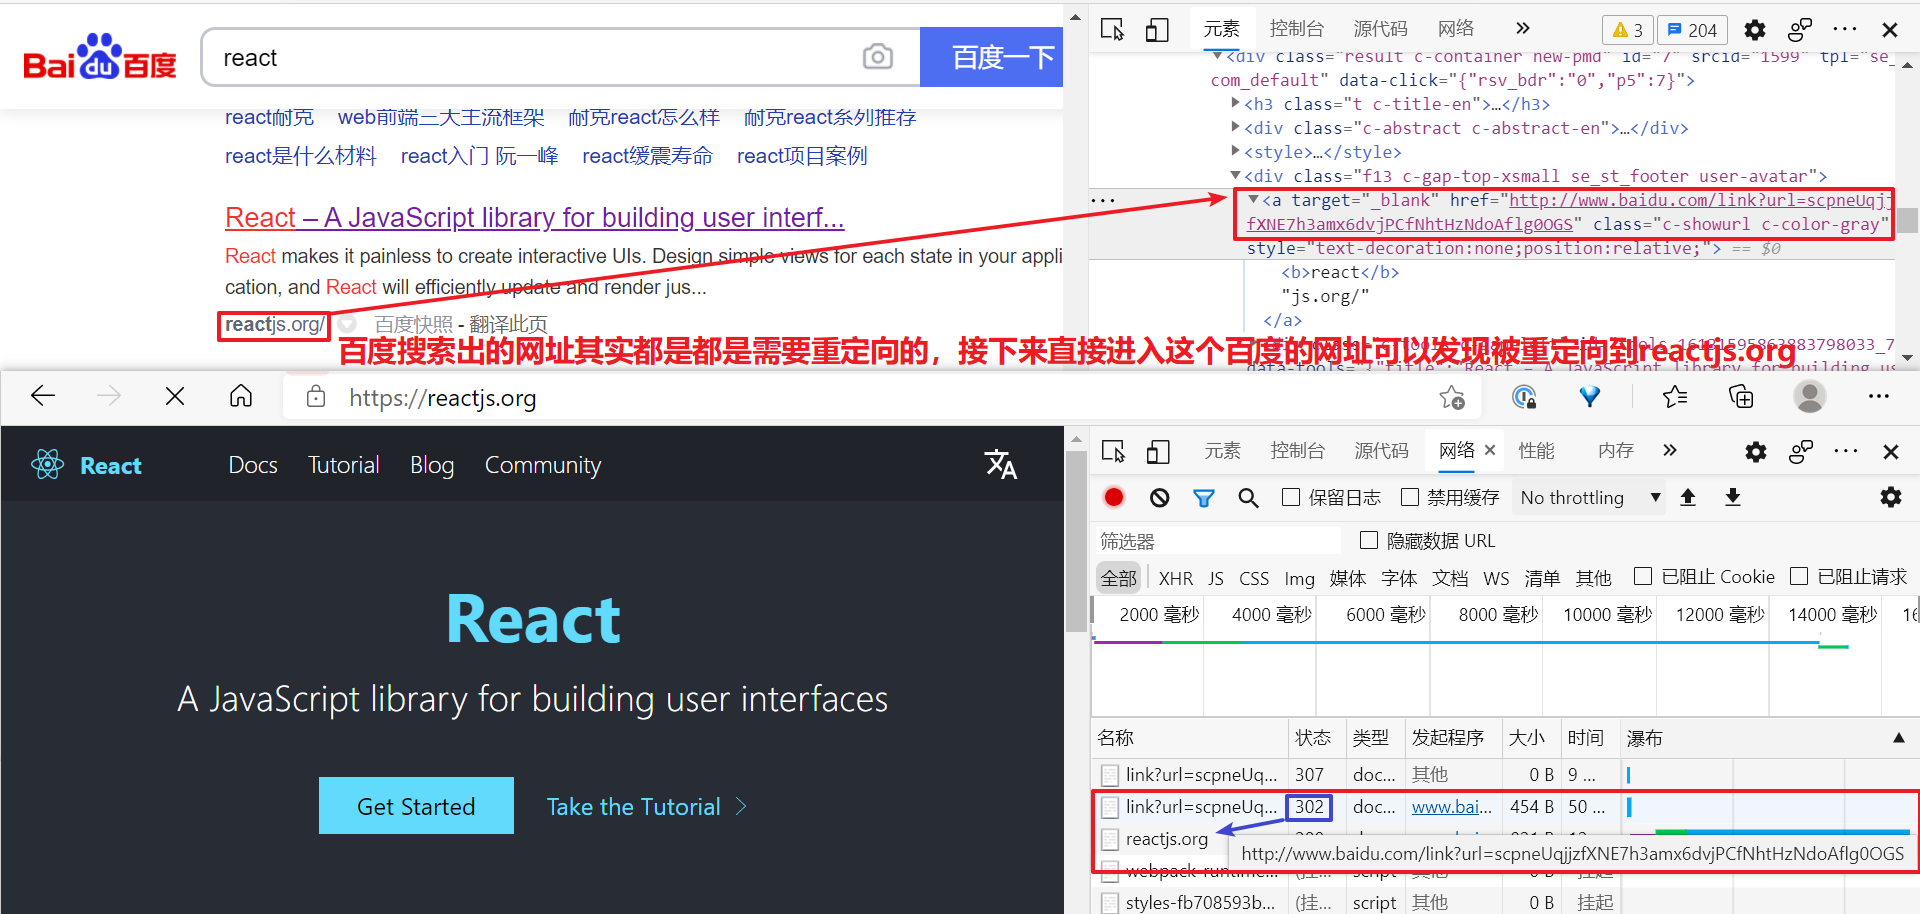 Bai du 百度
react
百度一下
react耐克 web前端三大主流框架 耐克react怎么样 耐克react系列推荐
react是什么材料 react入门 阮一峰 react缓震寿命 react项目案例
React – A JavaScript library for building user interf...
React makes it painless to create interactive UIs. Design simple views for each state in your appli
cation, and React will efficiently update and render jus...
reactjs.org/ 百度快照 - 翻译此页
元素 控制台 源代码 网络 » 3 204
<div class="result c-container new-pmd" id="7" srcid="1599" tpl="se_
com_default" data-click="{"rsv_bdr":"0","p5":7}">
<h3 class="t c-title-en">…</h3>
<div class="c-abstract c-abstract-en">…</div>
<style>…</style>
<div class="f13 c-gap-top-xsmall se_st_footer user-avatar">
<a target="_blank" href="http://www.baidu.com/link?url=scpneUqjj
fXNE7h3amx6dvjPCfNhtHzNdoAflg0OGS" class="c-showurl c-color-gray"
style="text-decoration:none;position:relative;"> == $0
<b>react</b>
"js.org/"
</a>
百度搜索出的网址其实都是都是需要重定向的，接下来直接进入这个百度的网址可以发现被重定向到reactjs.org
data-tools="{"title":"React – A JavaScript library for building us
https://reactjs.org
React Docs Tutorial Blog Community
React
A JavaScript library for building user interfaces
Get Started Take the Tutorial
元素 控制台 源代码 网络 性能 内存 »
保留日志 禁用缓存 No throttling
筛选器 隐藏数据 URL
全部 XHR JS CSS Img 媒体 字体 文档 WS 清单 其他 已阻止 Cookie 已阻止请求
2000 毫秒 4000 毫秒 6000 毫秒 8000 毫秒 10000 毫秒 12000 毫秒 14000 毫秒 16
名称 状态 类型 发起程序 大小 时间 瀑布
link?url=scpneUq... 307 doc... 其他 0 B 9 ...
link?url=scpneUq... 302 doc... www.bai... 454 B 50 ...
reactjs.org
http://www.baidu.com/link?url=scpneUqjjzfXNE7h3amx6dvjPCfNhtHzNdoAflg0OGS
webpack-runtime... (挂... script 其他 0 B 挂起
styles-fb708593b... (挂... script 其他 0 B 挂起